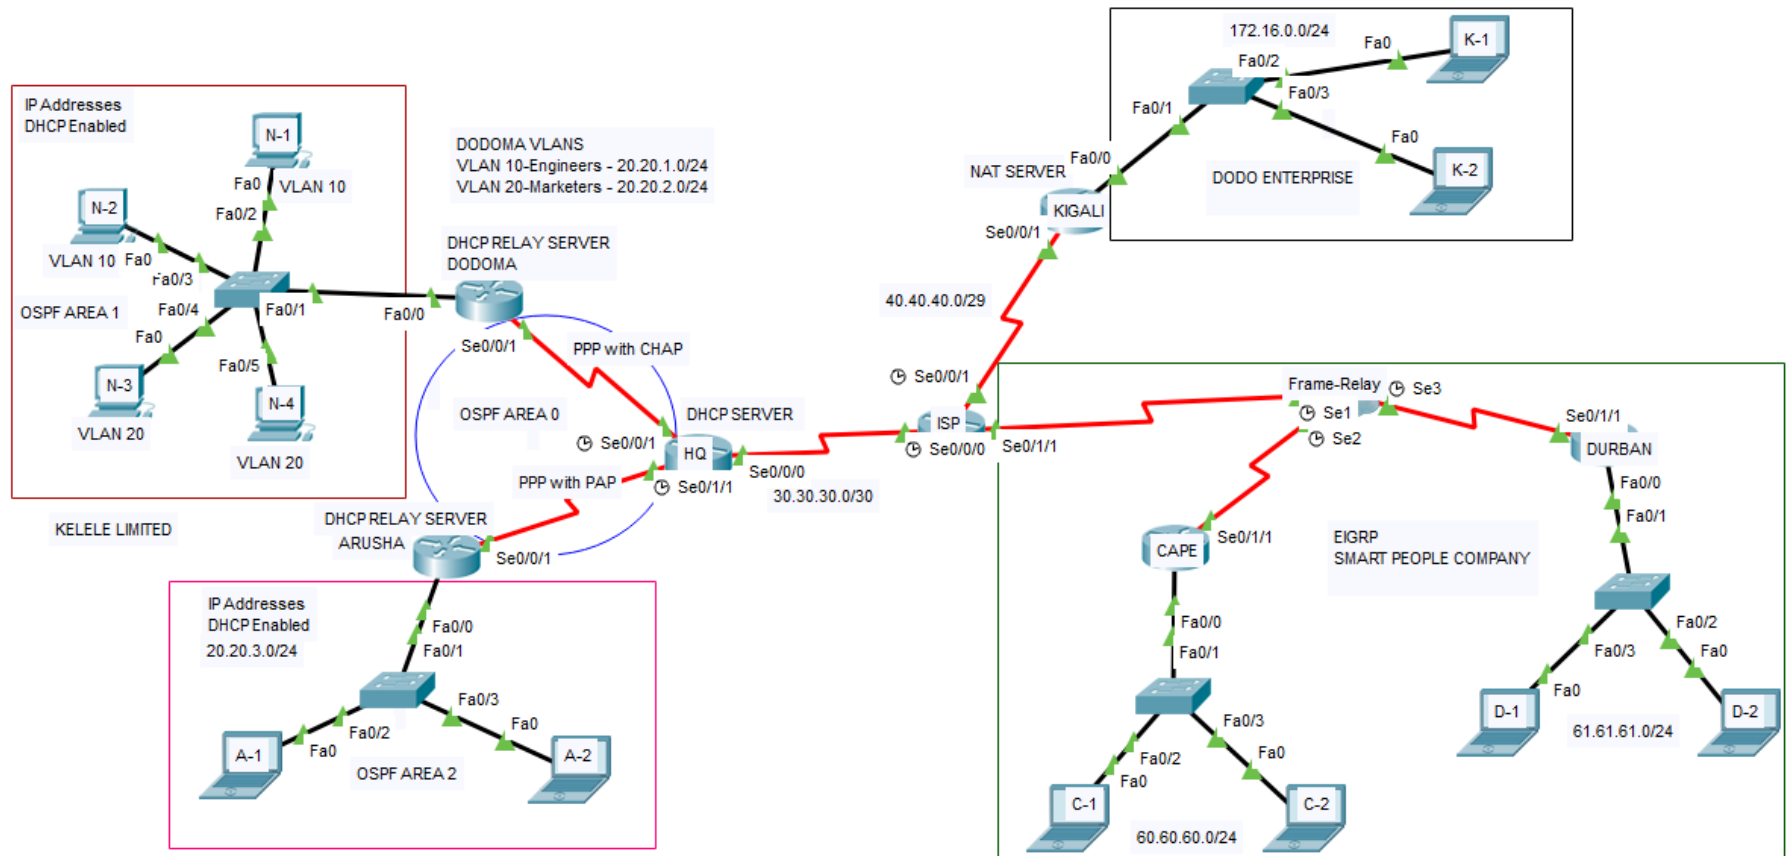 IP Addresses
DHCP Enabled
N-1
Fa0
VLAN 10
Fa0/2
N-2
VLAN 10
Fa0
Fa0/3
OSPF AREA 1
Fa0/4
Fa0/1
Fa0
Fa0/5
N-3
VLAN 20
N-4
VLAN 20
KELELE LIMITED
DODOMA VLANS
VLAN 10-Engineers - 20.20.1.0/24
VLAN 20-Marketers - 20.20.2.0/24
DHCP RELAY SERVER
DODOMA
Fa0/0
Se0/0/1
PPP with CHAP
OSPF AREA 0
DHCP SERVER
Se0/0/1
HQ
Se0/0/0
PPP with PAP
Se0/1/1
30.30.30.0/30
DHCP RELAY SERVER
ARUSHA
Se0/0/1
IP Addresses
DHCP Enabled
20.20.3.0/24
Fa0/0
Fa0/1
Fa0/3
Fa0/2
Fa0
Fa0
A-1
A-2
OSPF AREA 2
172.16.0.0/24
Fa0
K-1
Fa0/2
Fa0/3
Fa0/1
Fa0
K-2
Fa0/0
NAT SERVER
DODO ENTERPRISE
KIGALI
Se0/0/1
40.40.40.0/29
Se0/0/1
ISP
Se0/0/0
Se0/1/1
Frame-Relay
Se3
Se1
Se2
Se0/1/1
DURBAN
Fa0/0
Fa0/1
CAPE
Se0/1/1
EIGRP
SMART PEOPLE COMPANY
Fa0/0
Fa0/1
Fa0/3
Fa0/2
Fa0
Fa0
C-1
C-2
60.60.60.0/24
Fa0/2
Fa0/3
Fa0
Fa0
D-1
D-2
61.61.61.0/24